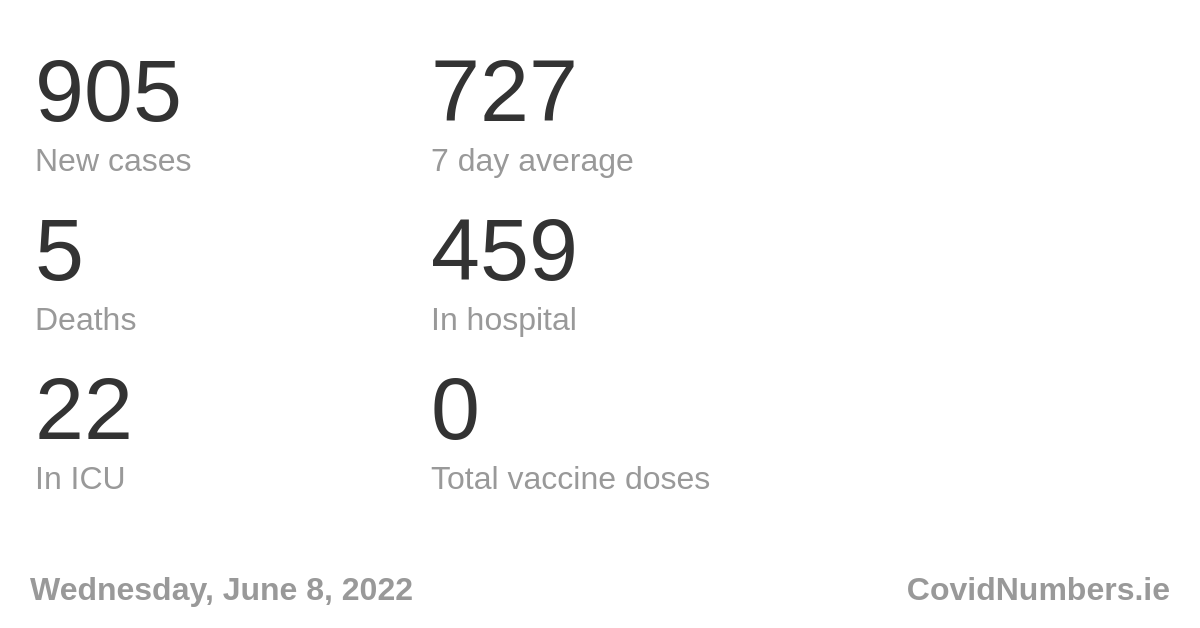 905
New cases
727
7 day average
5
Deaths
459
In hospital
22
In ICU
0
Total vaccine doses
Wednesday, June 8, 2022
CovidNumbers.ie